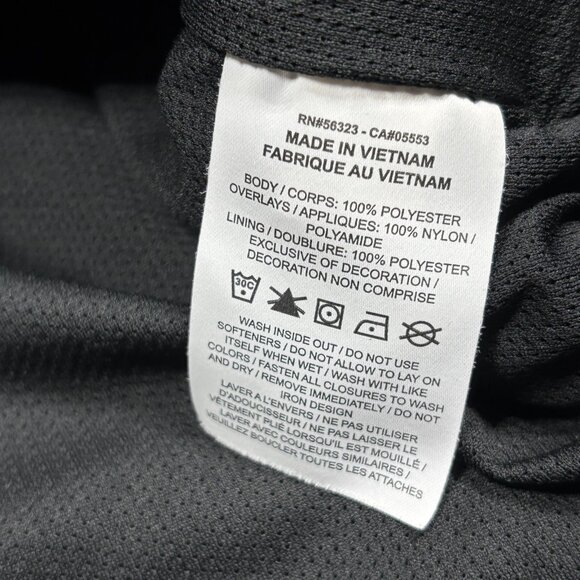 RN#56323 - CA#05553
MADE IN VIETNAM
FABRIQUE AU VIETNAM
BODY / CORPS: 100% POLYESTER
OVERLAYS / APPLIQUES: 100% NYLON /
POLYAMIDE
LINING / DOUBLURE: 100% POLYESTER
EXCLUSIVE OF DECORATION /
DECORATION NON COMPRISE
30C
WASH INSIDE OUT / DO NOT USE
SOFTENERS / DO NOT ALLOW TO LAY ON
ITSELF WHEN WET / WASH WITH LIKE
COLORS / FASTEN ALL CLOSURES TO WASH
AND DRY / REMOVE IMMEDIATELY / DO NOT
IRON DESIGN
LAVER A L'ENVERS / NE PAS UTILISER
D'ADOUCISSEUR / NE PAS LAISSER LE
VÊTEMENT PLIÉ LORSQU'IL EST MOUILLÉ /
LAVER AVEC COULEURS SIMILAIRES /
VEUILLEZ BOUCLER TOUTES LES ATTACHES